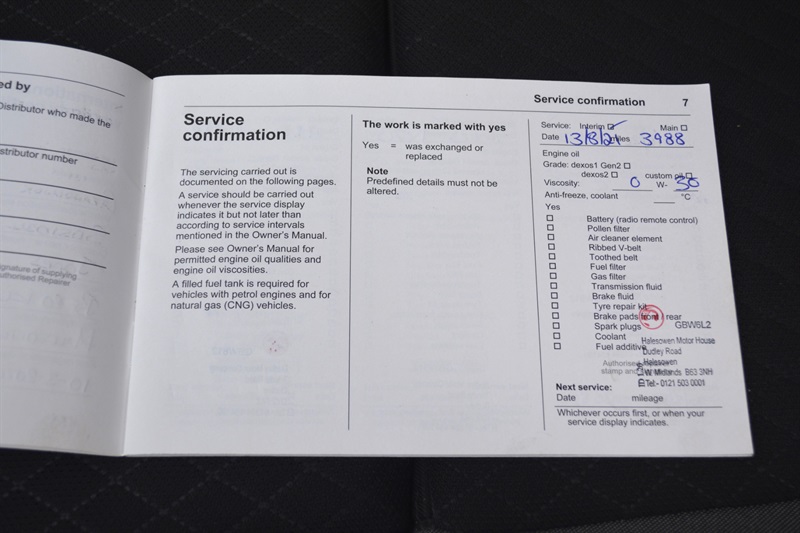 ed by
Distributor who made the
stributor number
signature of supplying
Authorised Repairer
Service confirmation 7
Service
confirmation
The servicing carried out is
documented on the following pages.
A service should be carried out
whenever the service display
indicates it but not later than
according to service intervals
mentioned in the Owner's Manual.
Please see Owner's Manual for
permitted engine oil qualities and
engine oil viscosities.
A filled fuel tank is required for
vehicles with petrol engines and for
natural gas (CNG) vehicles.
The work is marked with yes
Yes = was exchanged or
replaced
Note
Predefined details must not be
altered.
Service: Interim ☑ Main ☐
Date 13/8/21 miles 3988
Engine oil
Grade: dexos1 Gen2 ☐
dexos2 ☐ custom oil ☐
Viscosity: 0 W- 30
Anti-freeze, coolant °C
Yes
☐ Battery (radio remote control)
☐ Pollen filter
☐ Air cleaner element
☐ Ribbed V-belt
☐ Toothed belt
☐ Fuel filter
☐ Gas filter
☐ Transmission fluid
☐ Brake fluid
☐ Tyre repair kit
☐ Brake pads front / rear
☐ Spark plugs GBW6L2
☐ Coolant
☐ Fuel additive
Halesowen Motor House
Dudley Road
Halesowen
W. Midlands B63 3NH
Tel:- 0121 503 0001
Authorised
stamp and
Next service:
Date mileage
Whichever occurs first, or when your
service display indicates.